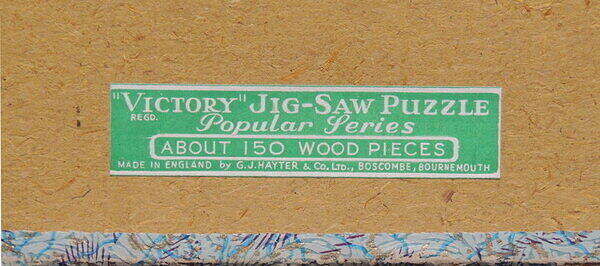 "VICTORY" JIG-SAW PUZZLE
REGD.
Popular Series
ABOUT 150 WOOD PIECES
MADE IN ENGLAND by G.J.HAYTER & CO. LTD., BOSCOMBE, BOURNEMOUTH